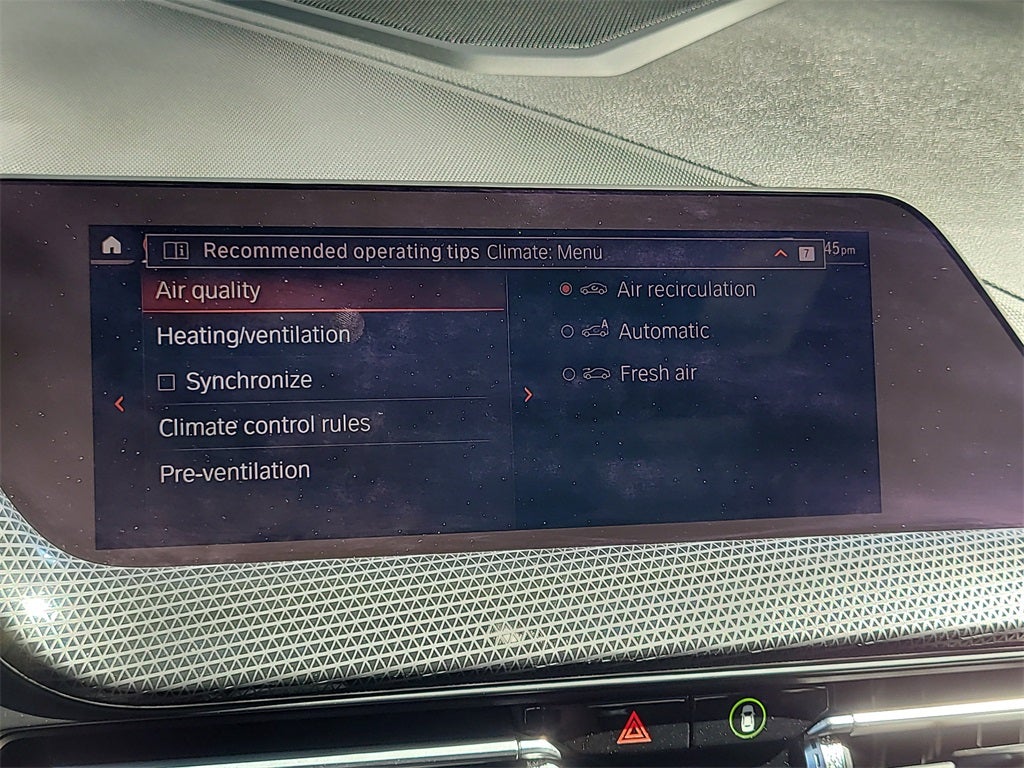 Recommended operating tips Climate: Menu 7 45pm
Air quality
Heating/ventilation
Synchronize
Climate control rules
Pre-ventilation
Air recirculation
A Automatic
Fresh air